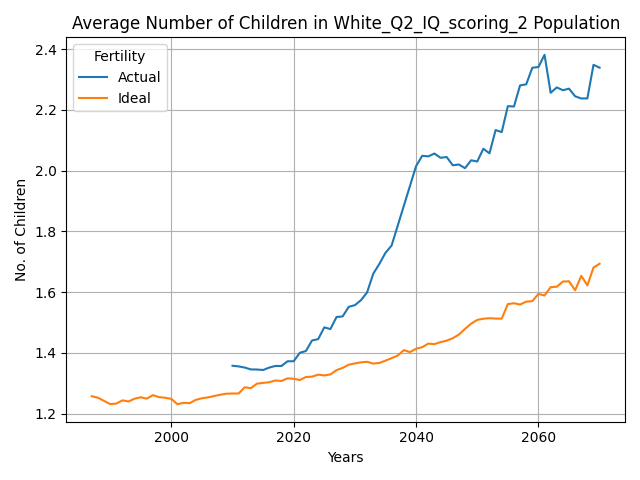 Average Number of Children in White_Q2_IQ_scoring_2 Population
Fertility
Actual
Ideal
2.4
2.2
2.0
1.8
1.6
1.4
1.2
No. of Children
2000
2020
2040
2060
Years